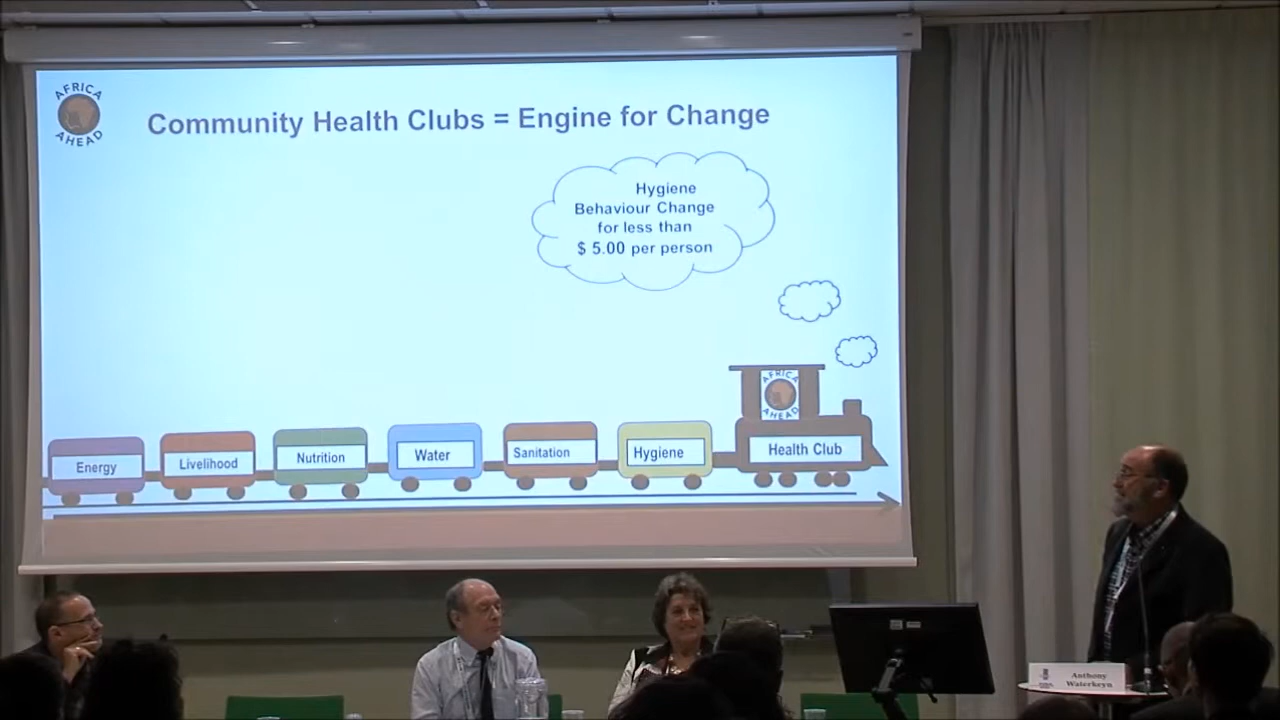 AFRICA
AHEAD
Community Health Clubs = Engine for Change
Hygiene
Behaviour Change
for less than
$ 5.00 per person
AFRICA
AHEAD
Energy
Livelihood
Nutrition
Water
Sanitation
Hygiene
Health Club
Anthony
Waterkeyn